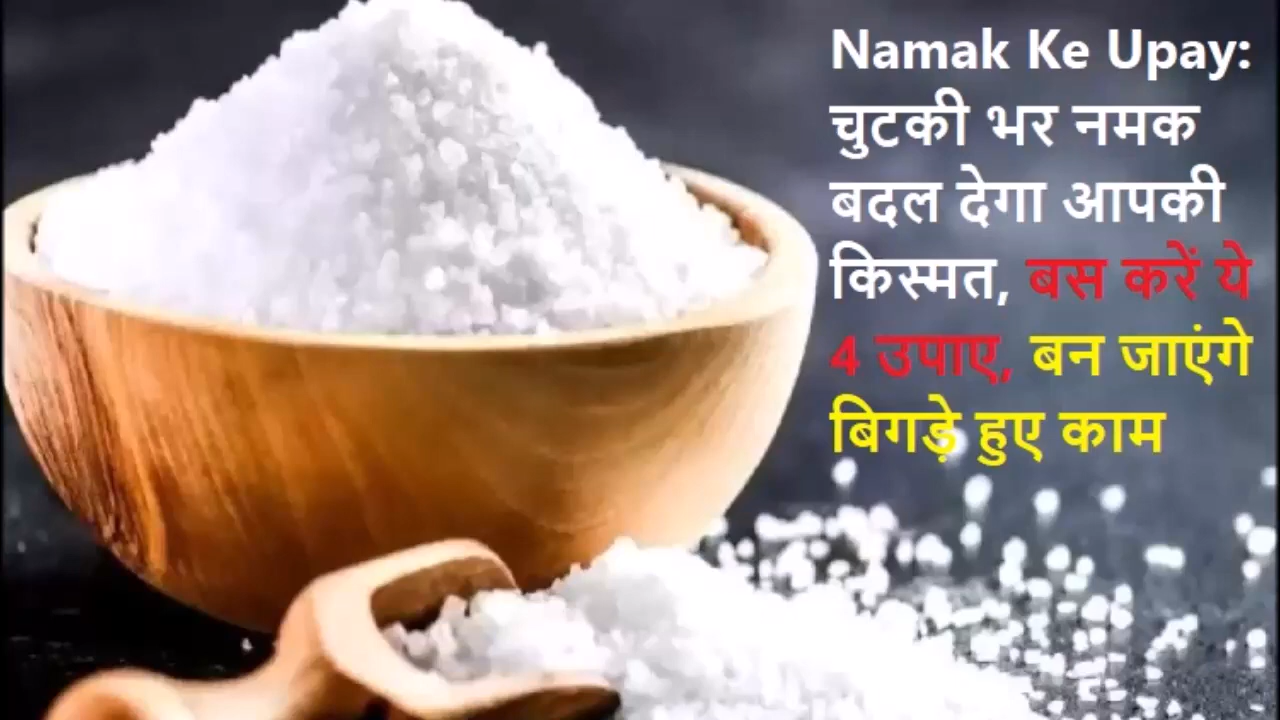 Namak Ke Upay:
चुटकी भर नमक
बदल देगा आपकी
किस्मत, बस करें ये
4 उपाए, बन जाएंगे
बिगड़े हुए काम